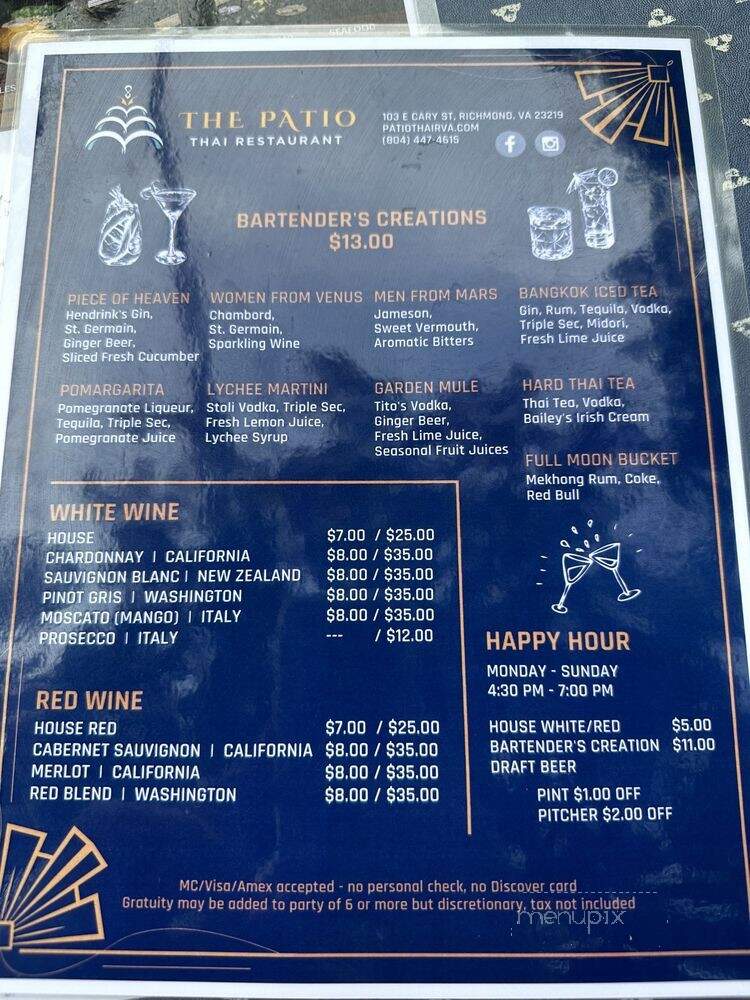 SEAFOOD
THE PATIO
THAI RESTAURANT
103 E CARY ST, RICHMOND, VA 23219
PATIOTHAIRVA.COM
(804) 447-4615
BARTENDER'S CREATIONS
$13.00
PIECE OF HEAVEN
Hendrink's Gin,
St. Germain,
Ginger Beer,
Sliced Fresh Cucumber
WOMEN FROM VENUS
Chambord,
St. Germain,
Sparkling Wine
MEN FROM MARS
Jameson,
Sweet Vermouth,
Aromatic Bitters
BANGKOK ICED TEA
Gin, Rum, Tequila, Vodka,
Triple Sec, Midori,
Fresh Lime Juice
POMARGARITA
Pomegranate Liqueur,
Tequila, Triple Sec,
Pomegranate Juice
LYCHEE MARTINI
Stoli Vodka, Triple Sec,
Fresh Lemon Juice,
Lychee Syrup
GARDEN MULE
Tito's Vodka,
Ginger Beer,
Fresh Lime Juice,
Seasonal Fruit Juices
HARD THAI TEA
Thai Tea, Vodka,
Bailey's Irish Cream
FULL MOON BUCKET
Mekhong Rum, Coke,
Red Bull
WHITE WINE
HOUSE $7.00 / $25.00
CHARDONNAY | CALIFORNIA $8.00 / $35.00
SAUVIGNON BLANC | NEW ZEALAND $8.00 / $35.00
PINOT GRIS | WASHINGTON $8.00 / $35.00
MOSCATO (MANGO) | ITALY $8.00 / $35.00
PROSECCO | ITALY --- / $12.00
RED WINE
HOUSE RED $7.00 / $25.00
CABERNET SAUVIGNON | CALIFORNIA $8.00 / $35.00
MERLOT | CALIFORNIA $8.00 / $35.00
RED BLEND | WASHINGTON $8.00 / $35.00
HAPPY HOUR
MONDAY - SUNDAY
4:30 PM - 7:00 PM
HOUSE WHITE/RED $5.00
BARTENDER'S CREATION $11.00
DRAFT BEER
PINT $1.00 OFF
PITCHER $2.00 OFF
MC/Visa/Amex accepted - no personal check, no Discover card
Gratuity may be added to party of 6 or more but discretionary, tax not included
menupix